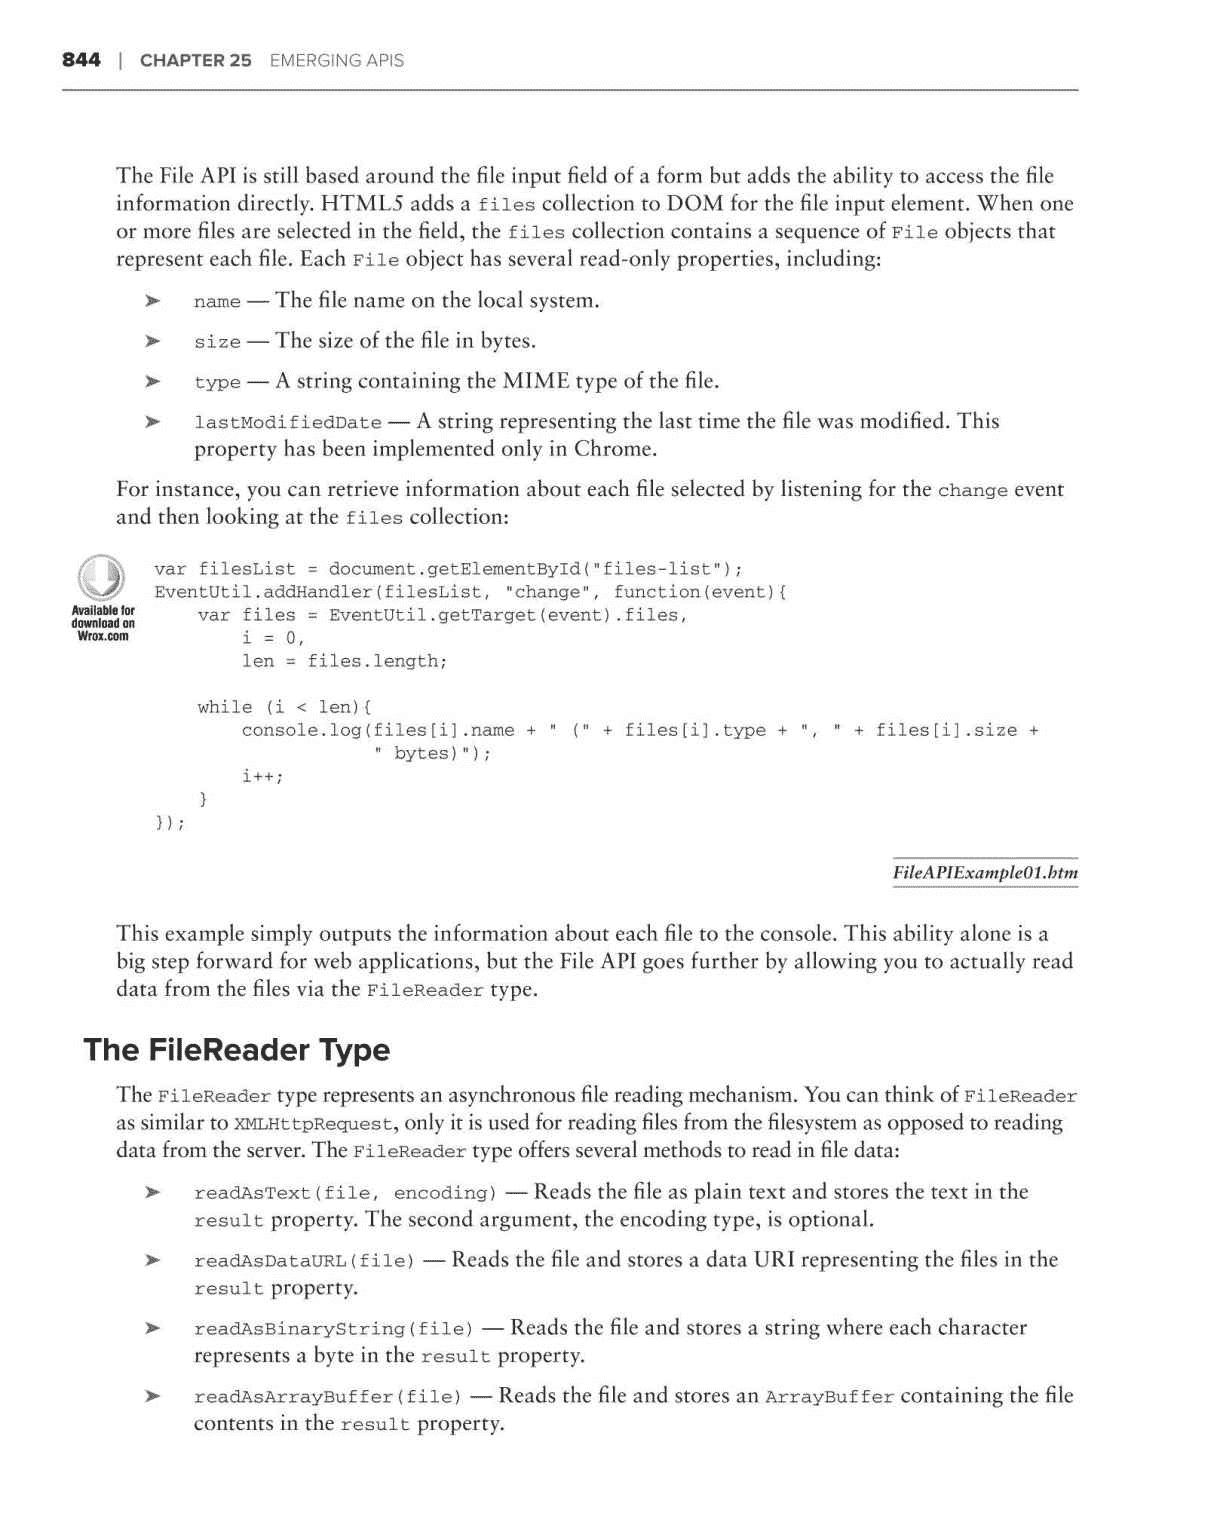 844 | CHAPTER 25 EMERGING APIS
The File API is still based around the file input field of a form but adds the ability to access the file
information directly. HTML5 adds a files collection to DOM for the file input element. When one
or more files are selected in the field, the files collection contains a sequence of File objects that
represent each file. Each File object has several read-only properties, including:
➤ name — The file name on the local system.
➤ size — The size of the file in bytes.
➤ type — A string containing the MIME type of the file.
➤ lastModifiedDate — A string representing the last time the file was modified. This
property has been implemented only in Chrome.
For instance, you can retrieve information about each file selected by listening for the change event
and then looking at the files collection:
Available for
download on
Wrox.com
var filesList = document.getElementById("files-list");
EventUtil.addHandler(filesList, "change", function(event){
    var files = EventUtil.getTarget(event).files,
        i = 0,
        len = files.length;
    while (i < len){
        console.log(files[i].name + " (" + files[i].type + ", " + files[i].size +
                    " bytes)");
        i++;
    }
});
FileAPIExample01.htm
This example simply outputs the information about each file to the console. This ability alone is a
big step forward for web applications, but the File API goes further by allowing you to actually read
data from the files via the FileReader type.
The FileReader Type
The FileReader type represents an asynchronous file reading mechanism. You can think of FileReader
as similar to XMLHttpRequest, only it is used for reading files from the filesystem as opposed to reading
data from the server. The FileReader type offers several methods to read in file data:
➤ readAsText(file, encoding) — Reads the file as plain text and stores the text in the
result property. The second argument, the encoding type, is optional.
➤ readAsDataURL(file) — Reads the file and stores a data URI representing the files in the
result property.
➤ readAsBinaryString(file) — Reads the file and stores a string where each character
represents a byte in the result property.
➤ readAsArrayBuffer(file) — Reads the file and stores an ArrayBuffer containing the file
contents in the result property.